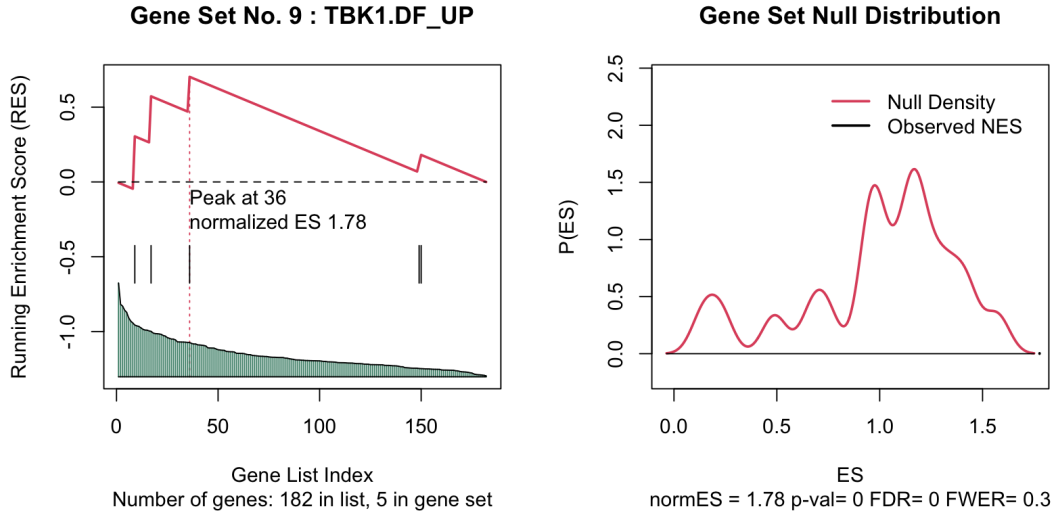 Gene Set No. 9 : TBK1.DF_UP
Running Enrichment Score (RES)
0.5
0.0
-0.5
-1.0
Peak at 36
normalized ES 1.78
0 50 100 150
Gene List Index
Number of genes: 182 in list, 5 in gene set
Gene Set Null Distribution
P(ES)
2.5
2.0
1.5
1.0
0.5
0.0
Null Density
Observed NES
0.0 0.5 1.0 1.5
ES
normES = 1.78 p-val= 0 FDR= 0 FWER= 0.3